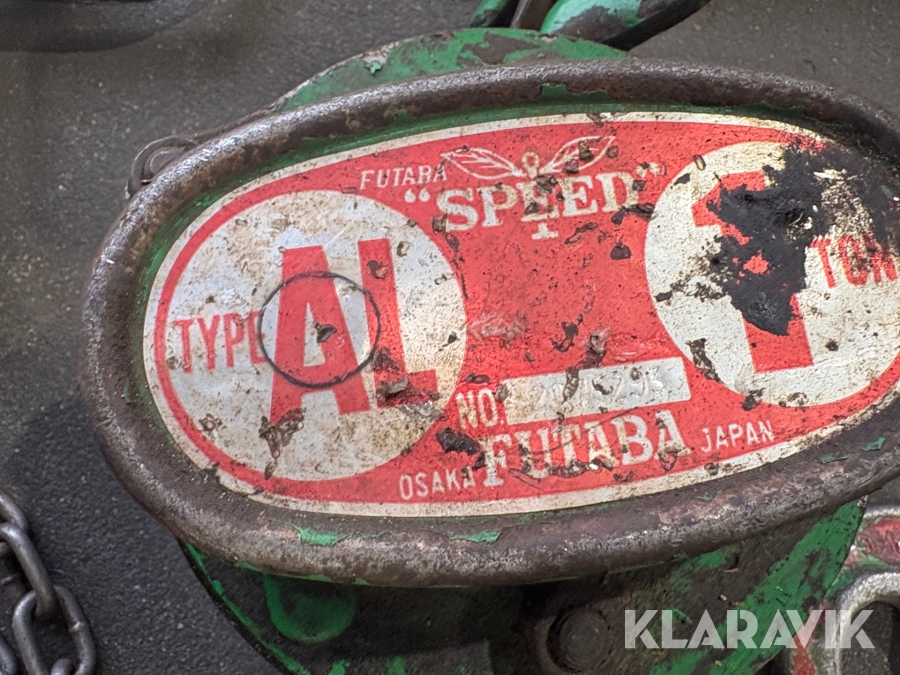 FUTABA
"SPEED"
TYPE
AL
1
TON
NO.
FUTABA
OSAKA
JAPAN
KLARAVIK